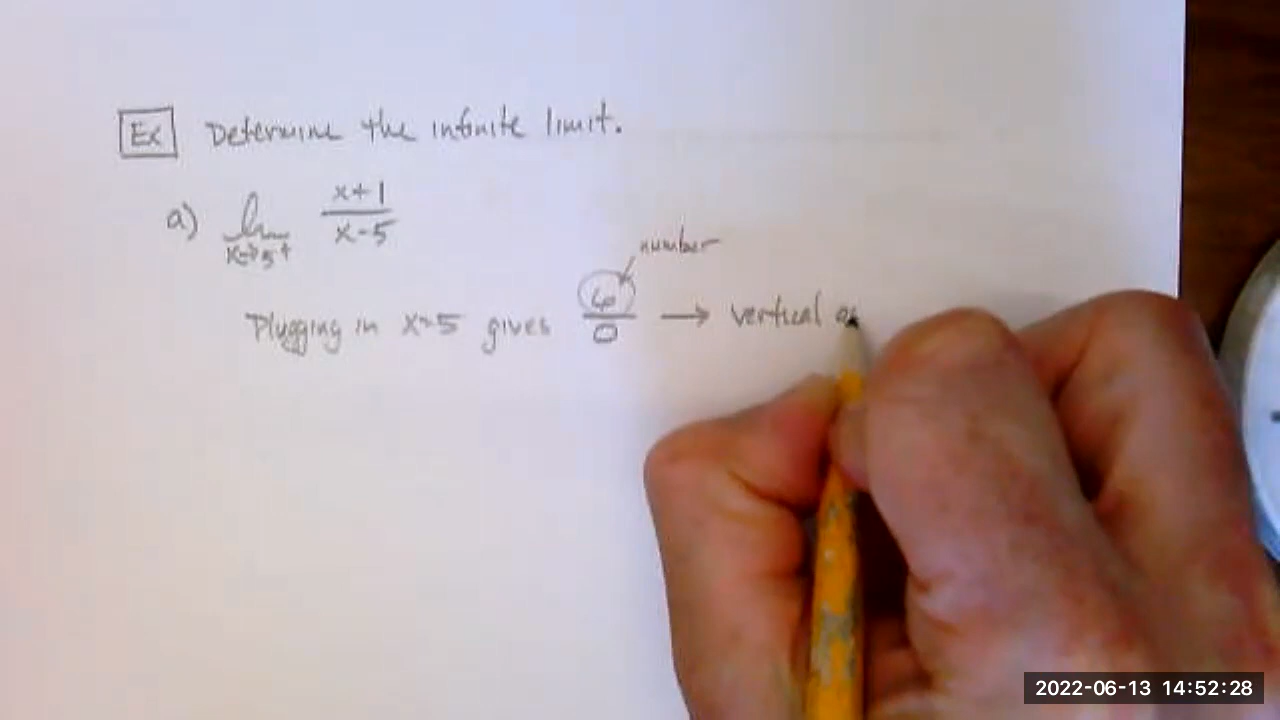 Ex Determine the infinite limit.
a) lim x→5⁺ x+1 / x-5
number
Plugging in x=5 gives 6/0 → vertical as
2022-06-13 14:52:28